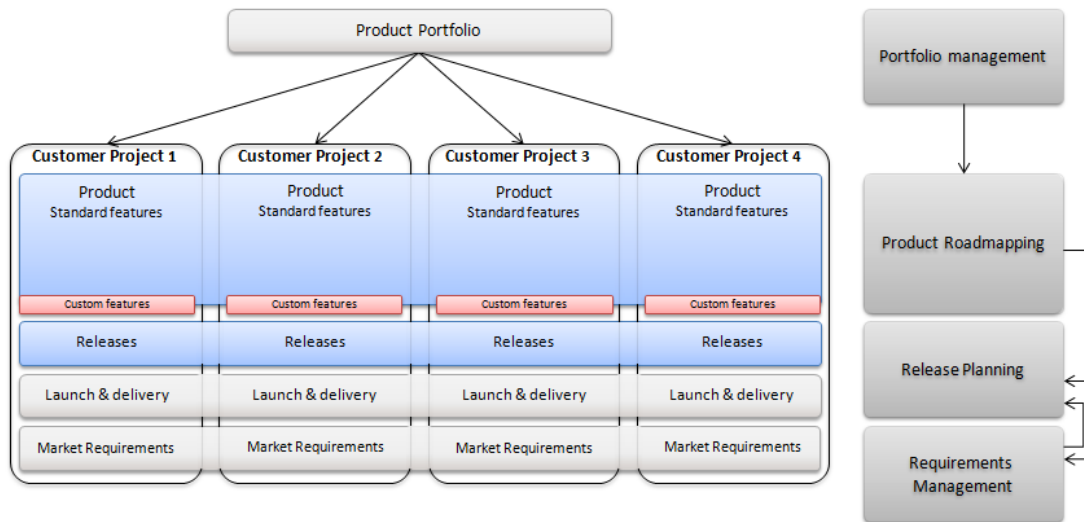 Product Portfolio
Portfolio management
Customer Project 1
Customer Project 2
Customer Project 3
Customer Project 4
Product
Standard features
Product
Standard features
Product
Standard features
Product
Standard features
Product Roadmapping
Custom features
Custom features
Custom features
Custom features
Releases
Releases
Releases
Releases
Release Planning
Launch & delivery
Launch & delivery
Launch & delivery
Launch & delivery
Market Requirements
Market Requirements
Market Requirements
Market Requirements
Requirements
Management